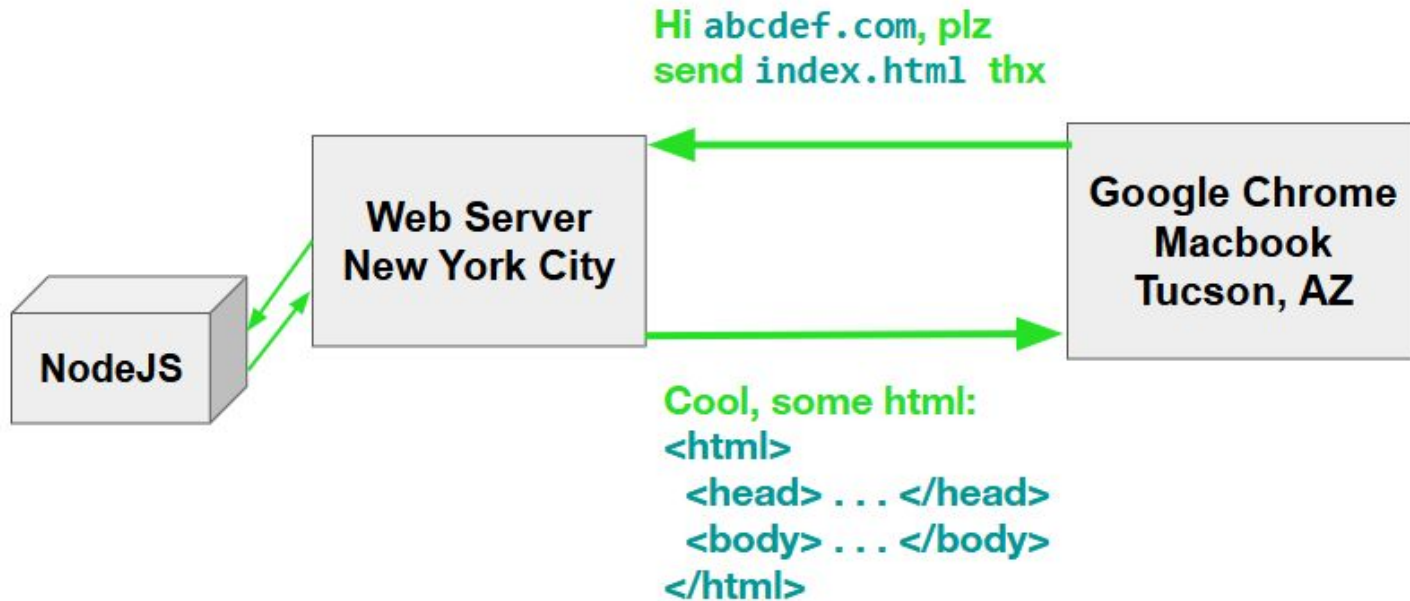 Hi abcdef.com, plz
send index.html thx
Web Server
New York City
Google Chrome
Macbook
Tucson, AZ
NodeJS
Cool, some html:
<html>
<head> . . . </head>
<body> . . . </body>
</html>